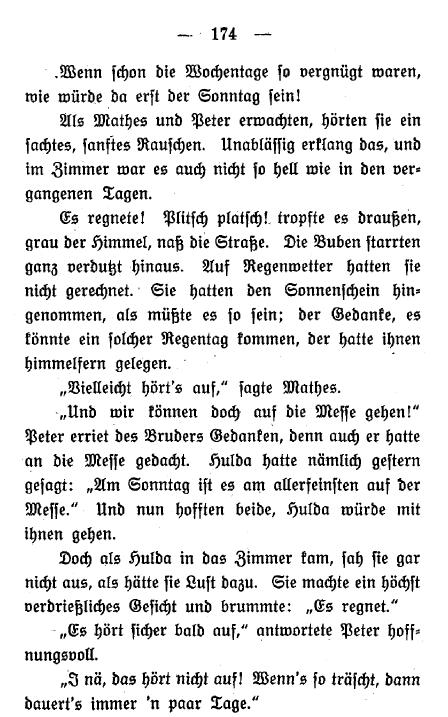 — 174 —
.Wenn schon die Wochentage so vergnügt waren,
wie würde da erst der Sonntag sein!
Als Mathes und Peter erwachten, hörten sie ein
sachtes, sanftes Rauschen. Unablässig erklang das, und
im Zimmer war es auch nicht so hell wie in den ver-
gangenen Tagen.
Es regnete! Plitsch platsch! tropfte es draußen,
grau der Himmel, naß die Straße. Die Buben starrten
ganz verdutzt hinaus. Auf Regenwetter hatten sie
nicht gerechnet. Sie hatten den Sonnenschein hin-
genommen, als müßte es so sein; der Gedanke, es
könnte ein solcher Regentag kommen, der hatte ihnen
himmelfern gelegen.
„Vielleicht hört's auf,“ sagte Mathes.
„Und wir können doch auf die Messe gehen!“
Peter erriet des Bruders Gedanken, denn auch er hatte
an die Messe gedacht. Hulda hatte nämlich gestern
gesagt: „Am Sonntag ist es am allerfeinsten auf der
Messe.“ Und nun hofften beide, Hulda würde mit
ihnen gehen.
Doch als Hulda in das Zimmer kam, sah sie gar
nicht aus, als hätte sie Lust dazu. Sie machte ein höchst
verdrießliches Gesicht und brummte: „Es regnet.“
„Es hört sicher bald auf,“ antwortete Peter hoff-
nungsvoll.
„I nä, das hört nicht auf! Wenn's so träscht, dann
dauert's immer 'n paar Tage.“